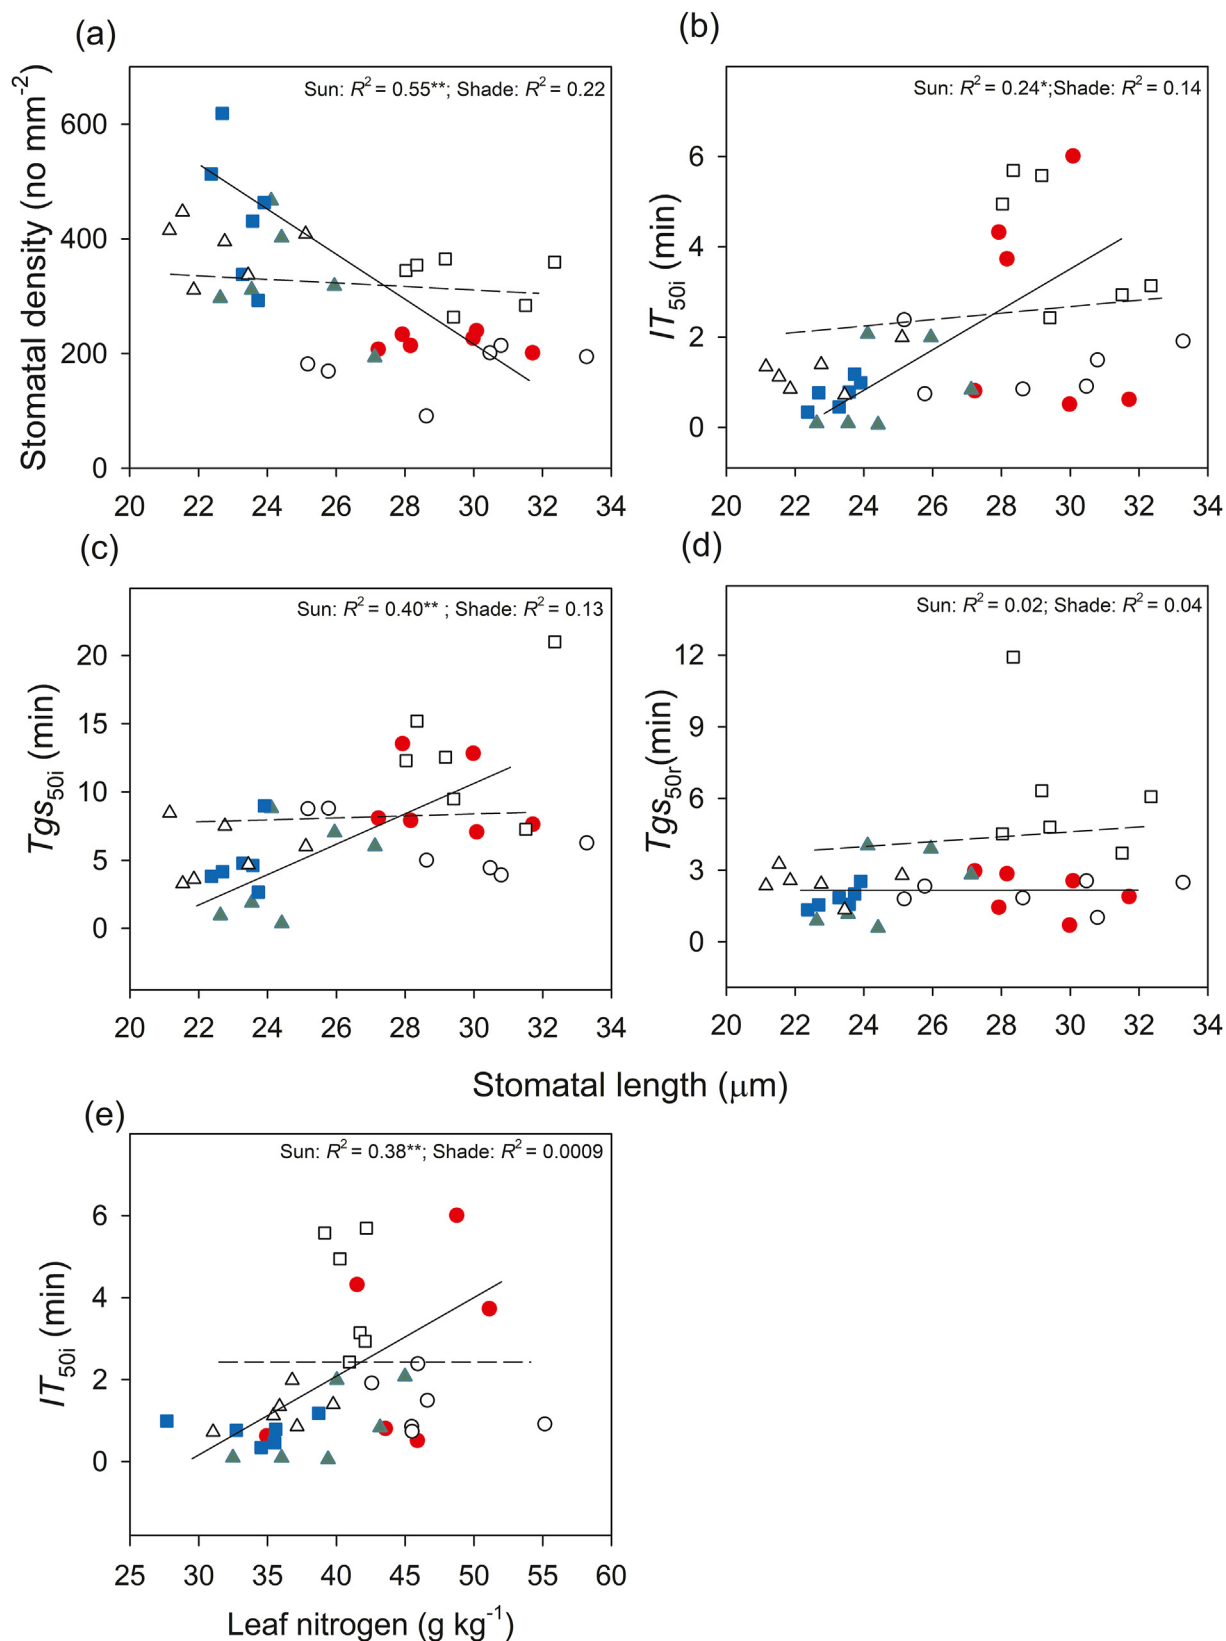 (a)
Sun: R² = 0.55**; Shade: R² = 0.22
Stomatal density (no mm⁻²)
600
400
200
0
20 22 24 26 28 30 32 34
(b)
Sun: R² = 0.24*;Shade: R² = 0.14
IT₅₀ᵢ (min)
6
4
2
0
20 22 24 26 28 30 32 34
(c)
Sun: R² = 0.40** ; Shade: R² = 0.13
Tgs₅₀ᵢ (min)
20
15
10
5
0
20 22 24 26 28 30 32 34
(d)
Sun: R² = 0.02; Shade: R² = 0.04
Tgs₅₀ᵣ(min)
12
9
6
3
0
20 22 24 26 28 30 32 34
Stomatal length (μm)
(e)
Sun: R² = 0.38**; Shade: R² = 0.0009
IT₅₀ᵢ (min)
6
4
2
0
25 30 35 40 45 50 55 60
Leaf nitrogen (g kg⁻¹)